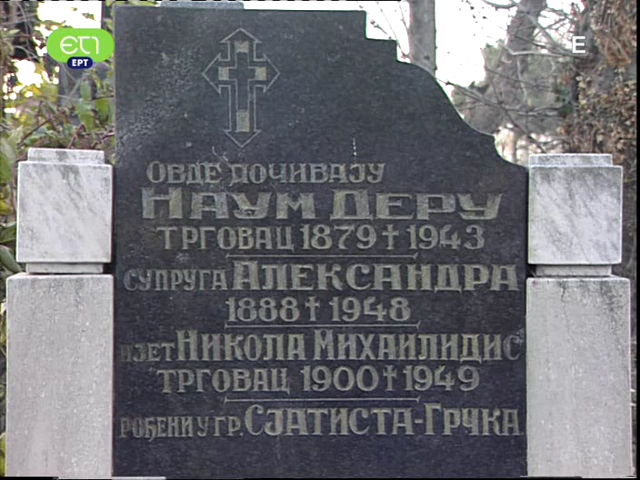 ετ1
ΕΡΤ
E
ОВДЕ ПОЧИВАЈУ
НАУМ ДЕРУ
ТРГОВАЦ 1879 † 1943
СУПРУГА АЛЕКСАНДРА
1888 † 1948
ЗЕТ НИКОЛА МИХАИЛИДИС
ТРГОВАЦ 1900 † 1949
РОЂЕНИ У ГР. СЈАТИСТА-ГРЧКА